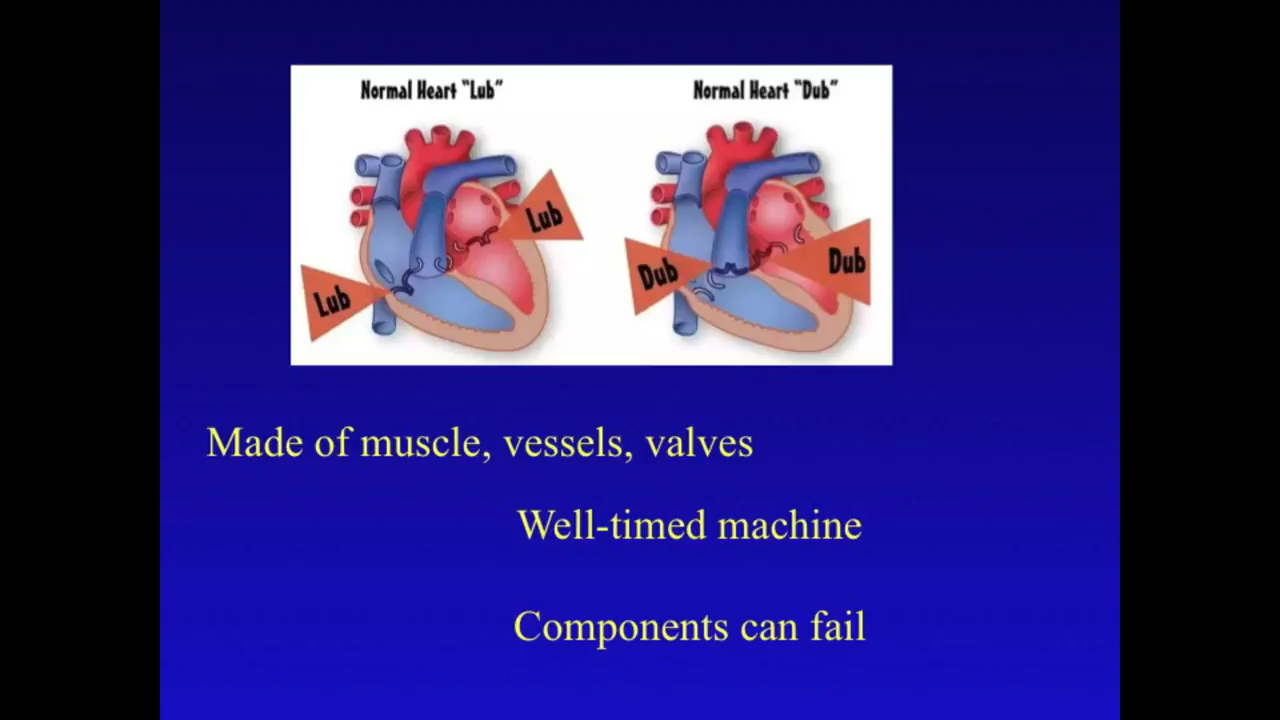 Normal Heart "Lub"
Normal Heart "Dub"
Lub
Lub
Dub
Dub
Made of muscle, vessels, valves
Well-timed machine
Components can fail